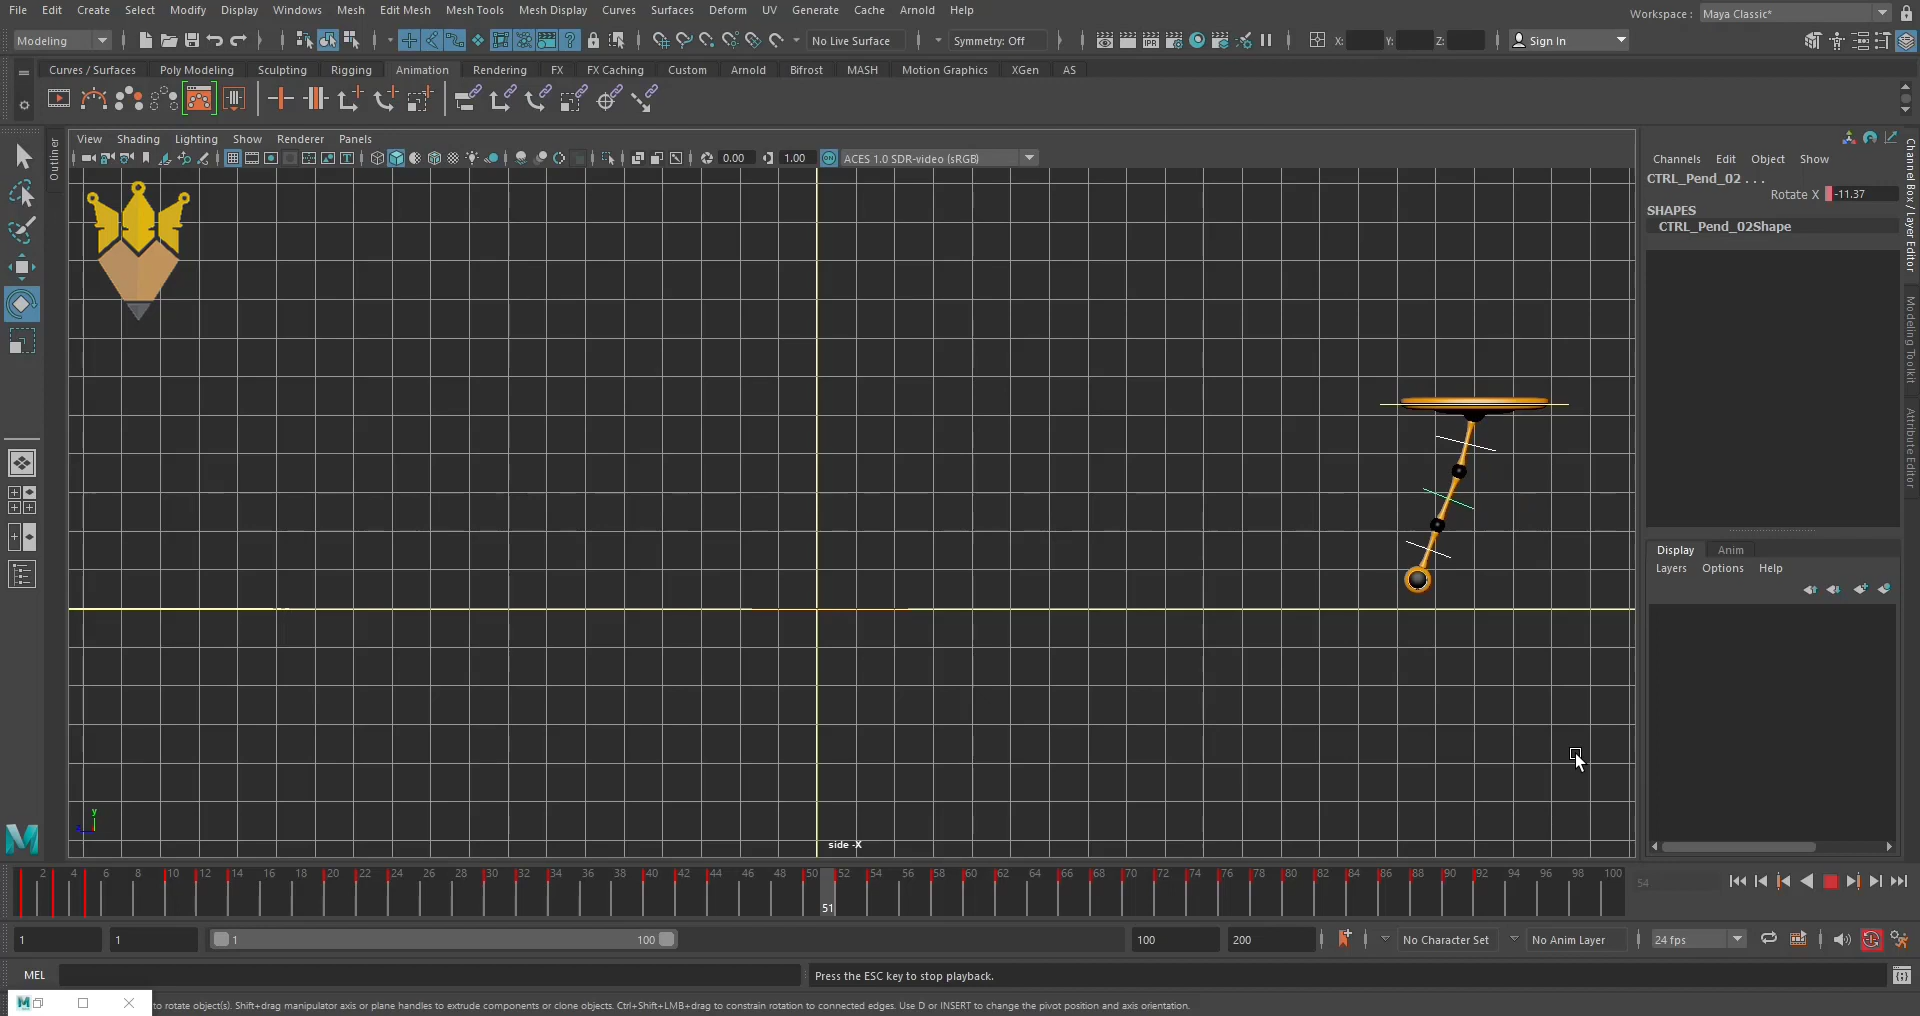 File Edit Create Select Modify Display Windows Mesh Edit Mesh Mesh Tools Mesh Display Curves Surfaces Deform UV Generate Cache Arnold Help
Workspace : Maya Classic*
Modeling
No Live Surface
Symmetry: Off
X: Y: Z:
Sign In
Curves / Surfaces Poly Modeling Sculpting Rigging Animation Rendering FX FX Caching Custom Arnold Bifrost MASH Motion Graphics XGen AS
IPR
View Shading Lighting Show Renderer Panels
0.00 1.00 ON ACES 1.0 SDR-video (sRGB)
Outliner
Channels Edit Object Show
CTRL_Pend_02 . . .
Rotate X -11.37
SHAPES
CTRL_Pend_02Shape
Channel Box / Layer Editor
Modeling Toolkit
Attribute Editor
Display Anim
Layers Options Help
y
z
side -X
2 4 6 8 10 12 14 16 18 20 22 24 26 28 30 32 34 36 38 40 42 44 46 48 50 52 54 56 58 60 62 64 66 68 70 72 74 76 78 80 82 84 86 88 90 92 94 96 98 100
51
54
1 1 1 100 100 200 No Character Set No Anim Layer 24 fps
MEL Press the ESC key to stop playback.
M to rotate object(s). Shift+drag manipulator axis or plane handles to extrude components or clone objects. Ctrl+Shift+LMB+drag to constrain rotation to connected edges. Use D or INSERT to change the pivot position and axis orientation.